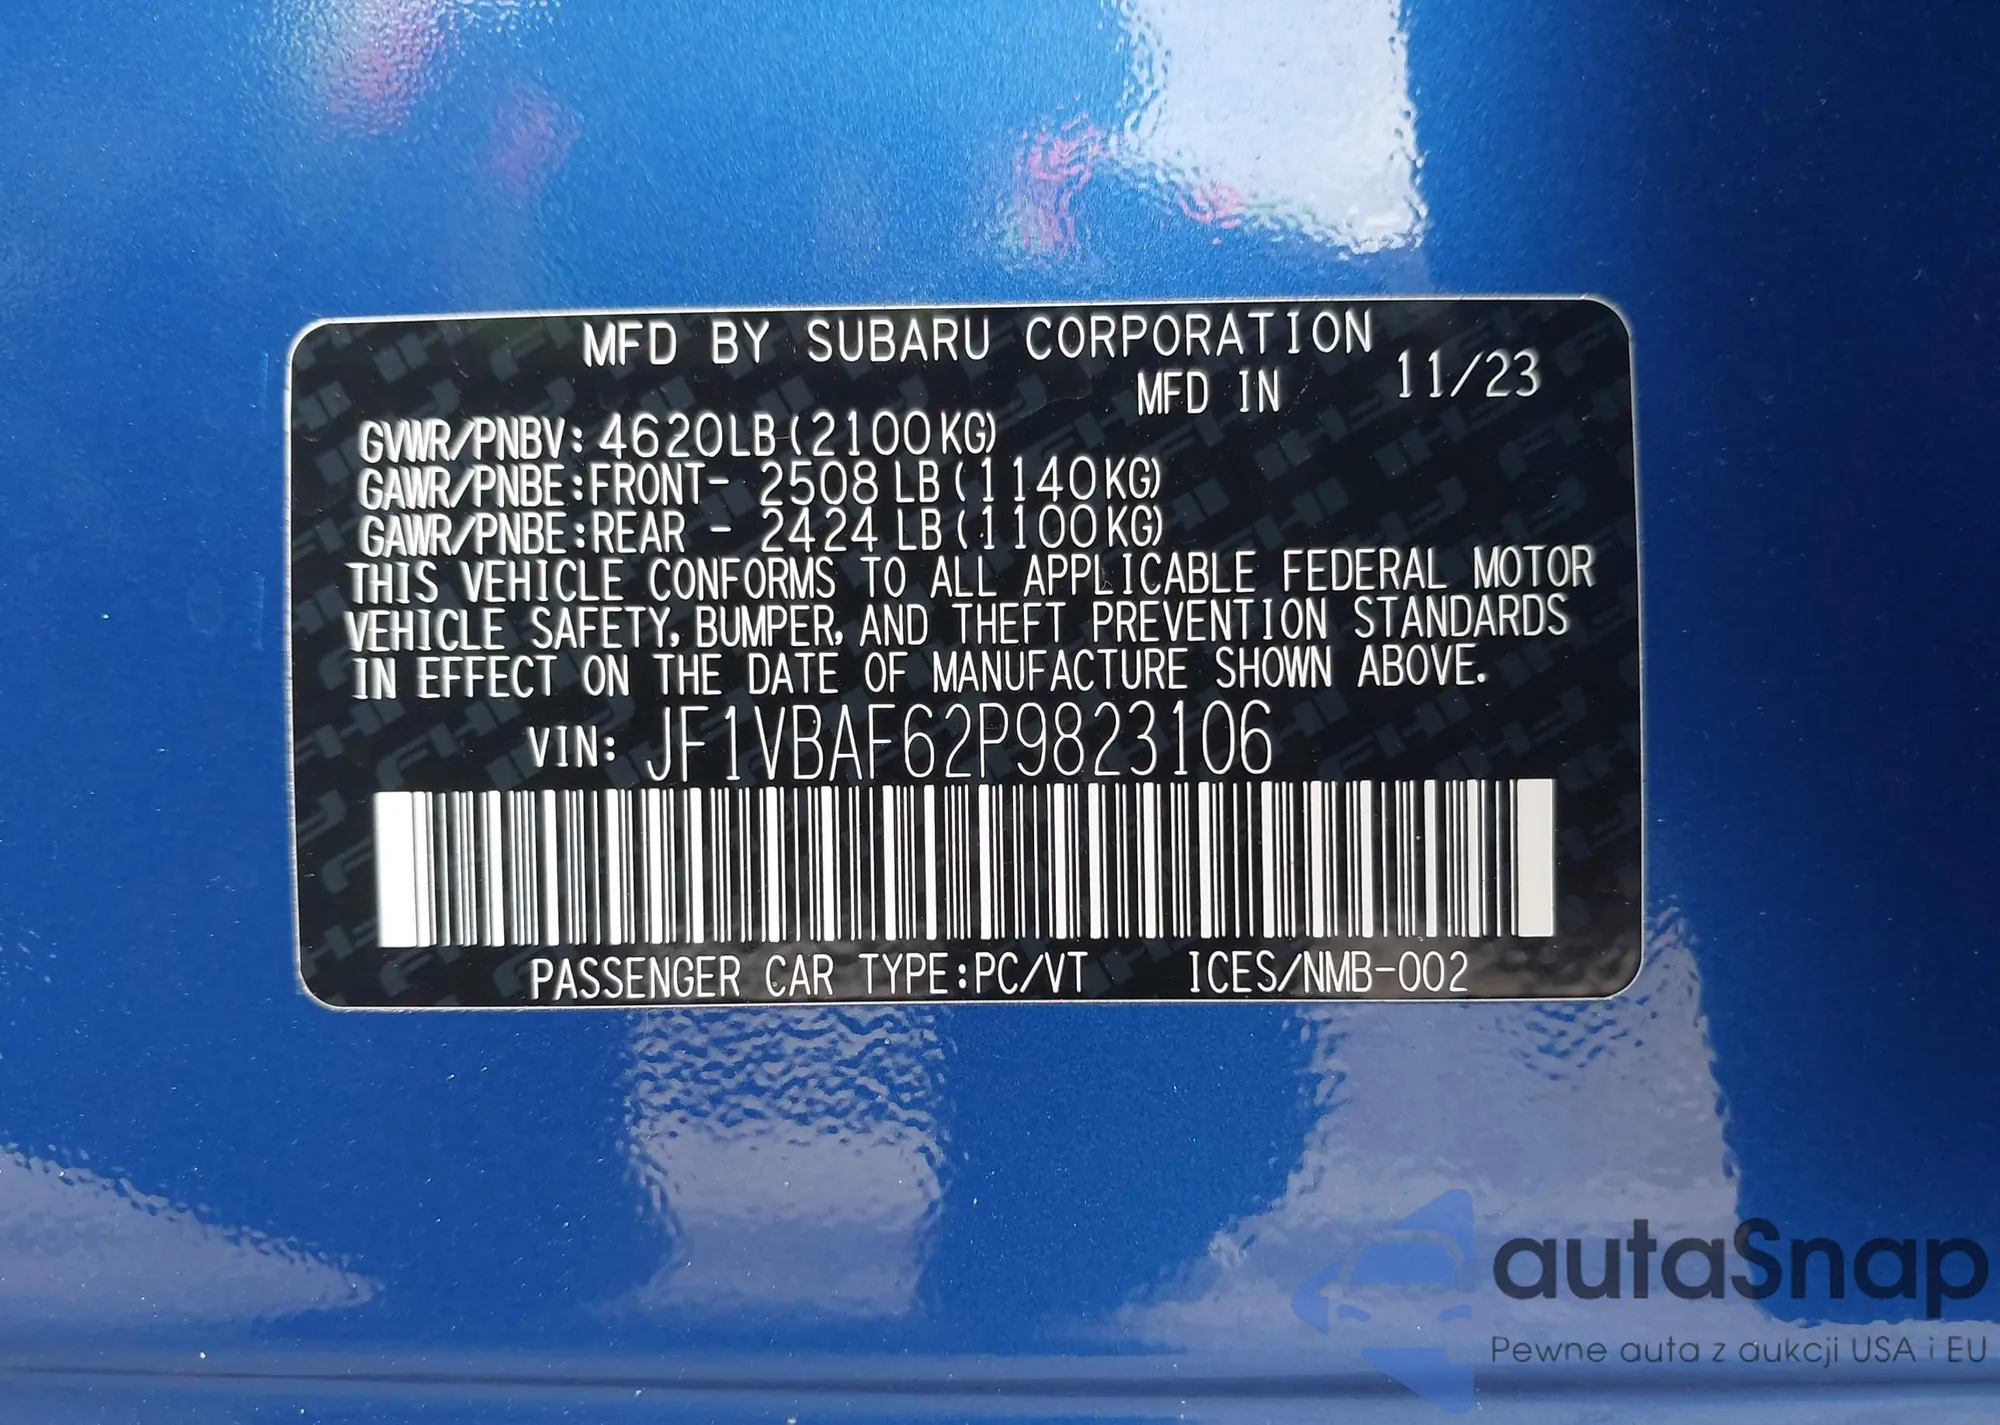 MFD BY SUBARU CORPORATION
MFD IN 11/23
GVWR/PNBV: 4620LB (2100KG)
GAWR/PNBE:FRONT- 2508 LB (1140KG)
GAWR/PNBE:REAR - 2424 LB (1100KG)
THIS VEHICLE CONFORMS TO ALL APPLICABLE FEDERAL MOTOR
VEHICLE SAFETY, BUMPER, AND THEFT PREVENTION STANDARDS
IN EFFECT ON THE DATE OF MANUFACTURE SHOWN ABOVE.
VIN: JF1VBAF62P9823106
PASSENGER CAR TYPE:PC/VT ICES/NMB-002
autaSnap
Pewne auta z aukcji USA i EU